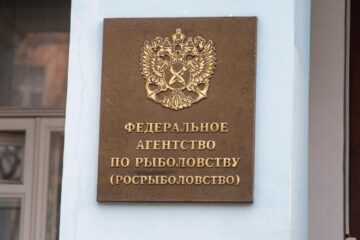 ФЕДЕРАЛЬНОЕ
АГЕНТСТВО
ПО РЫБОЛОВСТВУ
(РОСРЫБОЛОВСТВО)